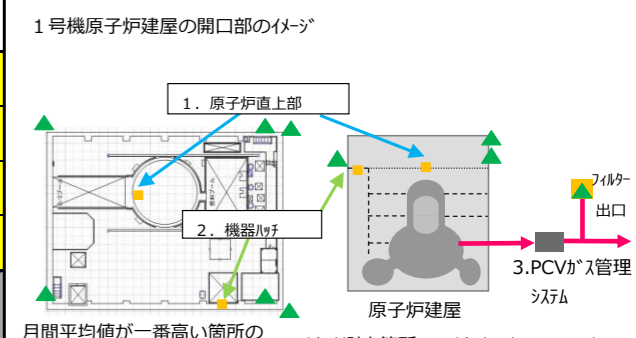 １号機原子炉建屋の開口部のｲﾒｰｼﾞ
１．原子炉直上部
２．機器ﾊｯﾁ
ﾌｨﾙﾀｰ
出口
3.PCVｶﾞｽ管理
ｼｽﾃﾑ
原子炉建屋
月間平均値が一番高い箇所の